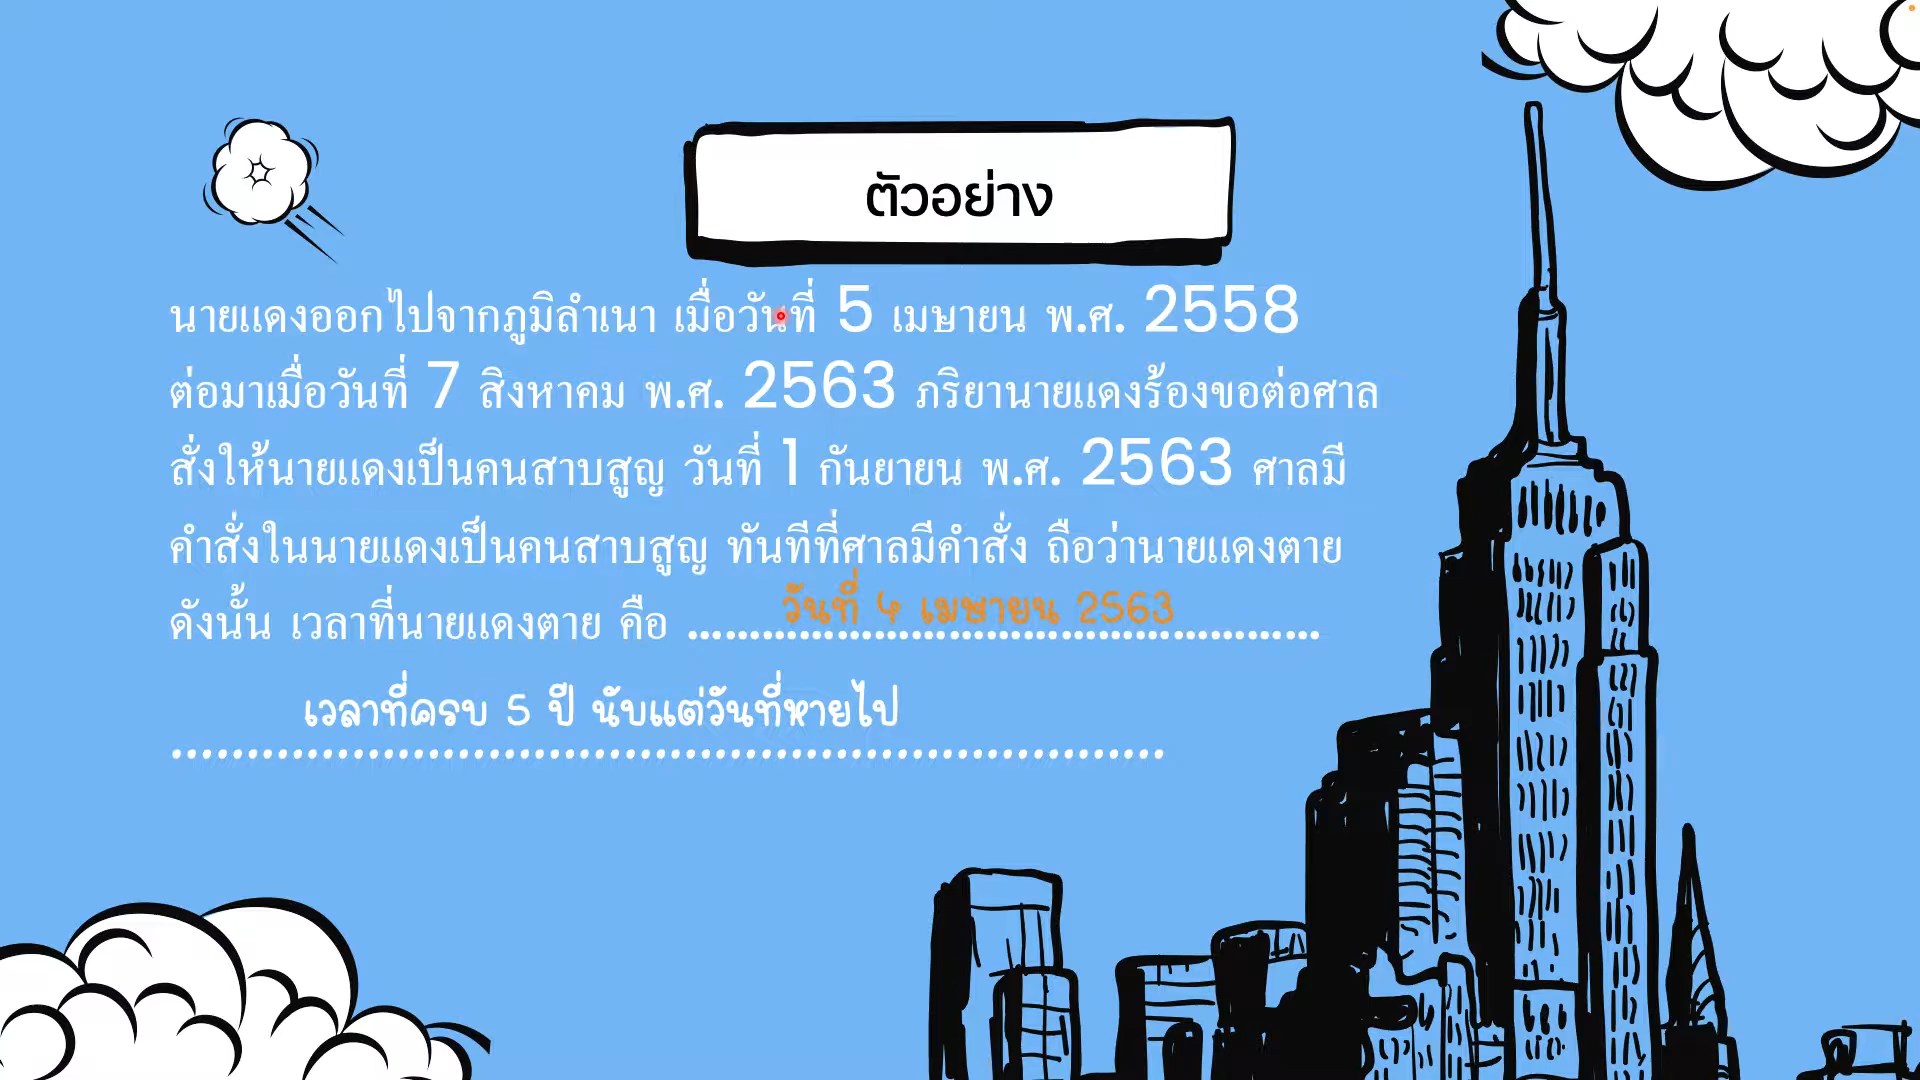 ตัวอย่าง
นายแดงออกไปจากภูมิลำเนา เมื่อวันที่ 5 เมษายน พ.ศ. 2558
ต่อมาเมื่อวันที่ 7 สิงหาคม พ.ศ. 2563 ภริยานายแดงร้องขอต่อศาล
สั่งให้นายแดงเป็นคนสาบสูญ วันที่ 1 กันยายน พ.ศ. 2563 ศาลมี
คำสั่งในนายแดงเป็นคนสาบสูญ ทันทีที่ศาลมีคำสั่ง ถือว่านายแดงตาย
ดังนั้น เวลาที่นายแดงตาย คือ วันที่ 4 เมษายน 2563
เวลาที่ครบ 5 ปี นับแต่วันที่หายไป